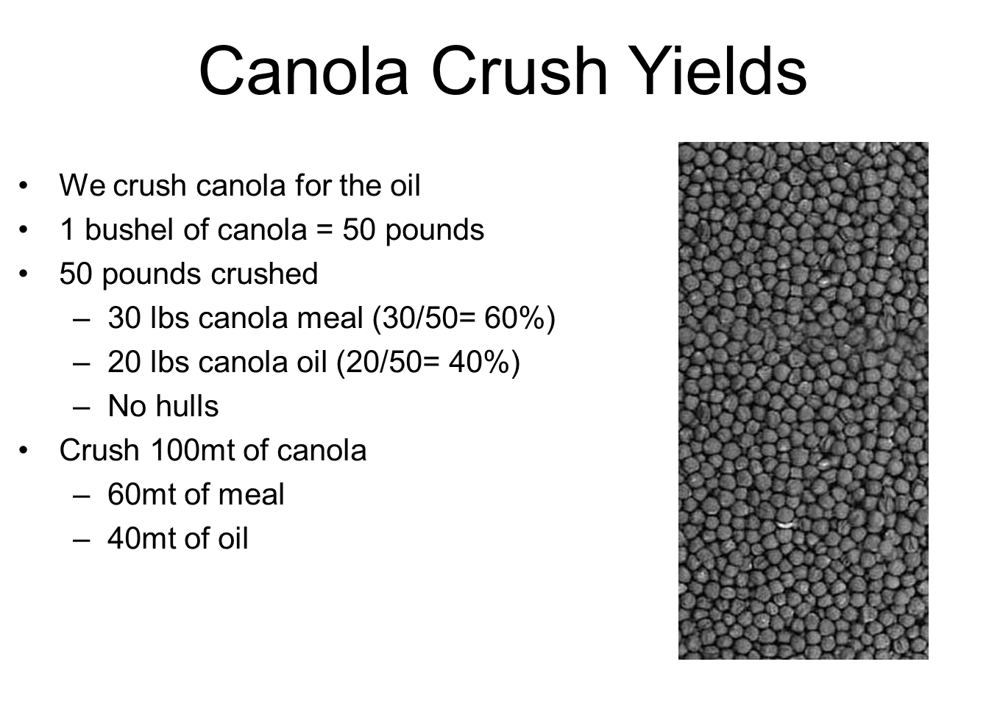 Canola Crush Yields
• We crush canola for the oil
• 1 bushel of canola = 50 pounds
• 50 pounds crushed
– 30 lbs canola meal (30/50= 60%)
– 20 lbs canola oil (20/50= 40%)
– No hulls
• Crush 100mt of canola
– 60mt of meal
– 40mt of oil